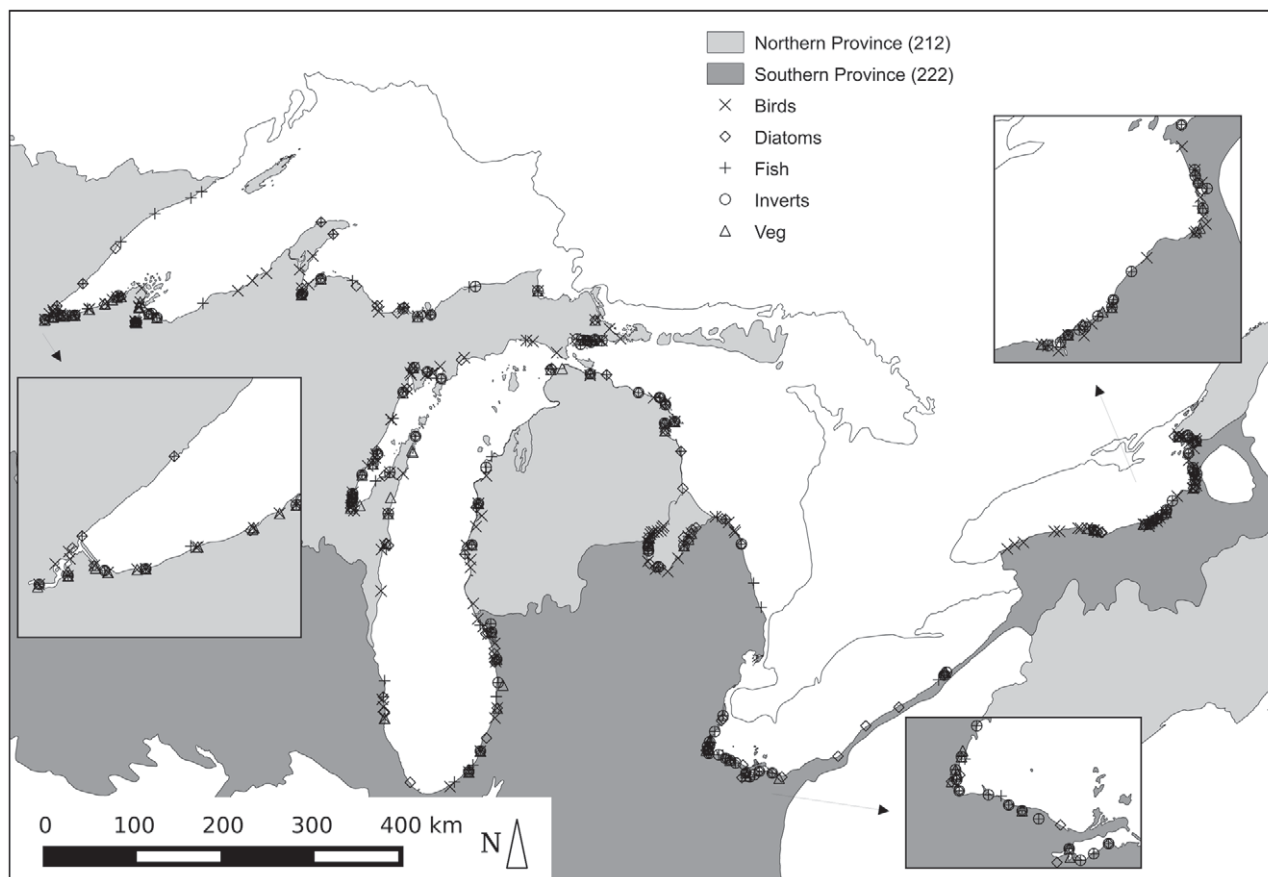 Northern Province (212)
Southern Province (222)
Birds
Diatoms
Fish
Inverts
Veg
0 100 200 300 400 km
N